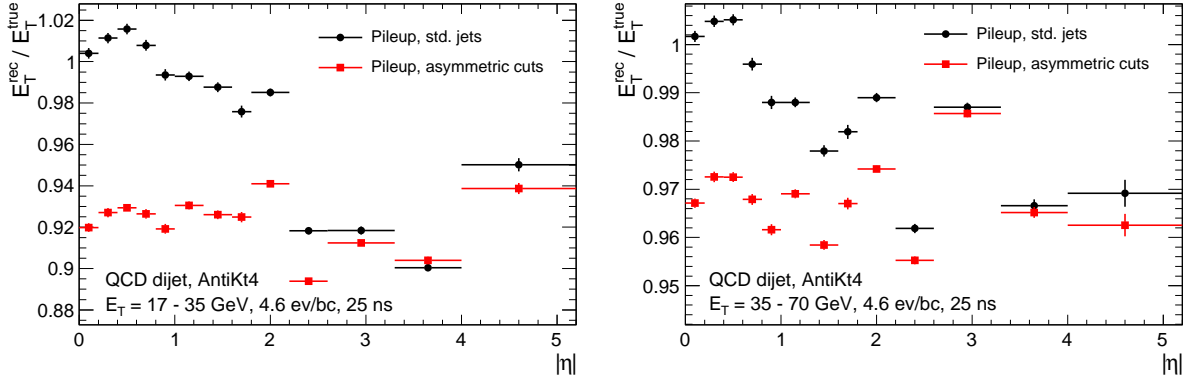 E_T^rec / E_T^true
1.02
1
0.98
0.96
0.94
0.92
0.9
0.88
Pileup, std. jets
Pileup, asymmetric cuts
QCD dijet, AntiKt4
E_T = 17 - 35 GeV, 4.6 ev/bc, 25 ns
0 1 2 3 4 5
|η|
E_T^rec / E_T^true
1
0.99
0.98
0.97
0.96
0.95
Pileup, std. jets
Pileup, asymmetric cuts
QCD dijet, AntiKt4
E_T = 35 - 70 GeV, 4.6 ev/bc, 25 ns
0 1 2 3 4 5
|η|